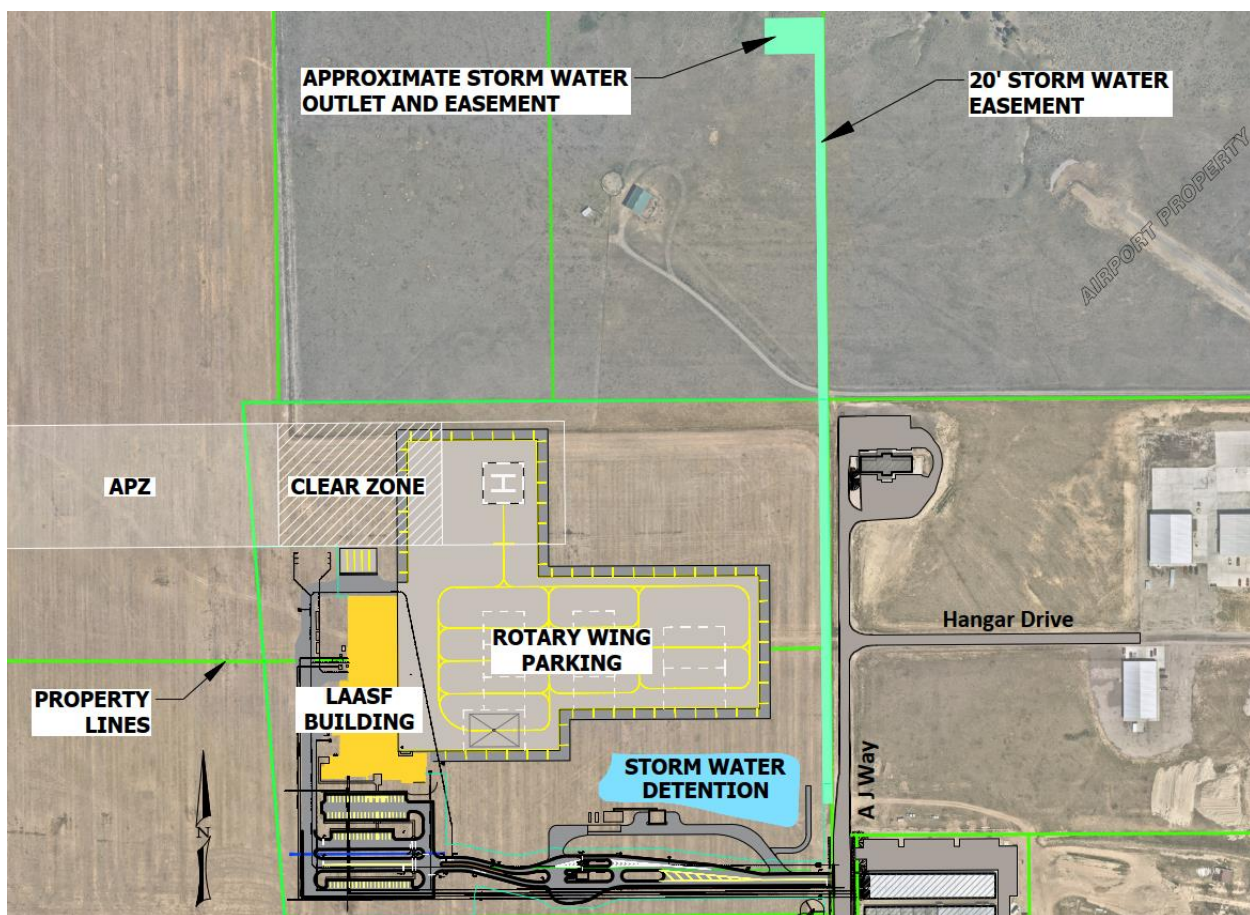 APPROXIMATE STORM WATER
OUTLET AND EASEMENT
20' STORM WATER
EASEMENT
AIRPORT PROPERTY
APZ
CLEAR ZONE
H
Hangar Drive
ROTARY WING
PARKING
PROPERTY
LINES
LAASF
BUILDING
STORM WATER
DETENTION
A J Way
N